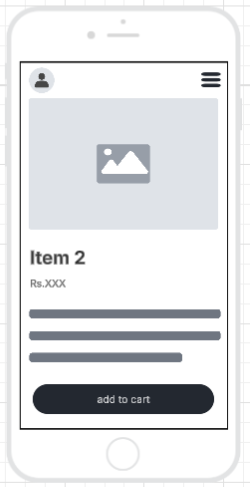 Item 2
Rs.XXX
add to cart